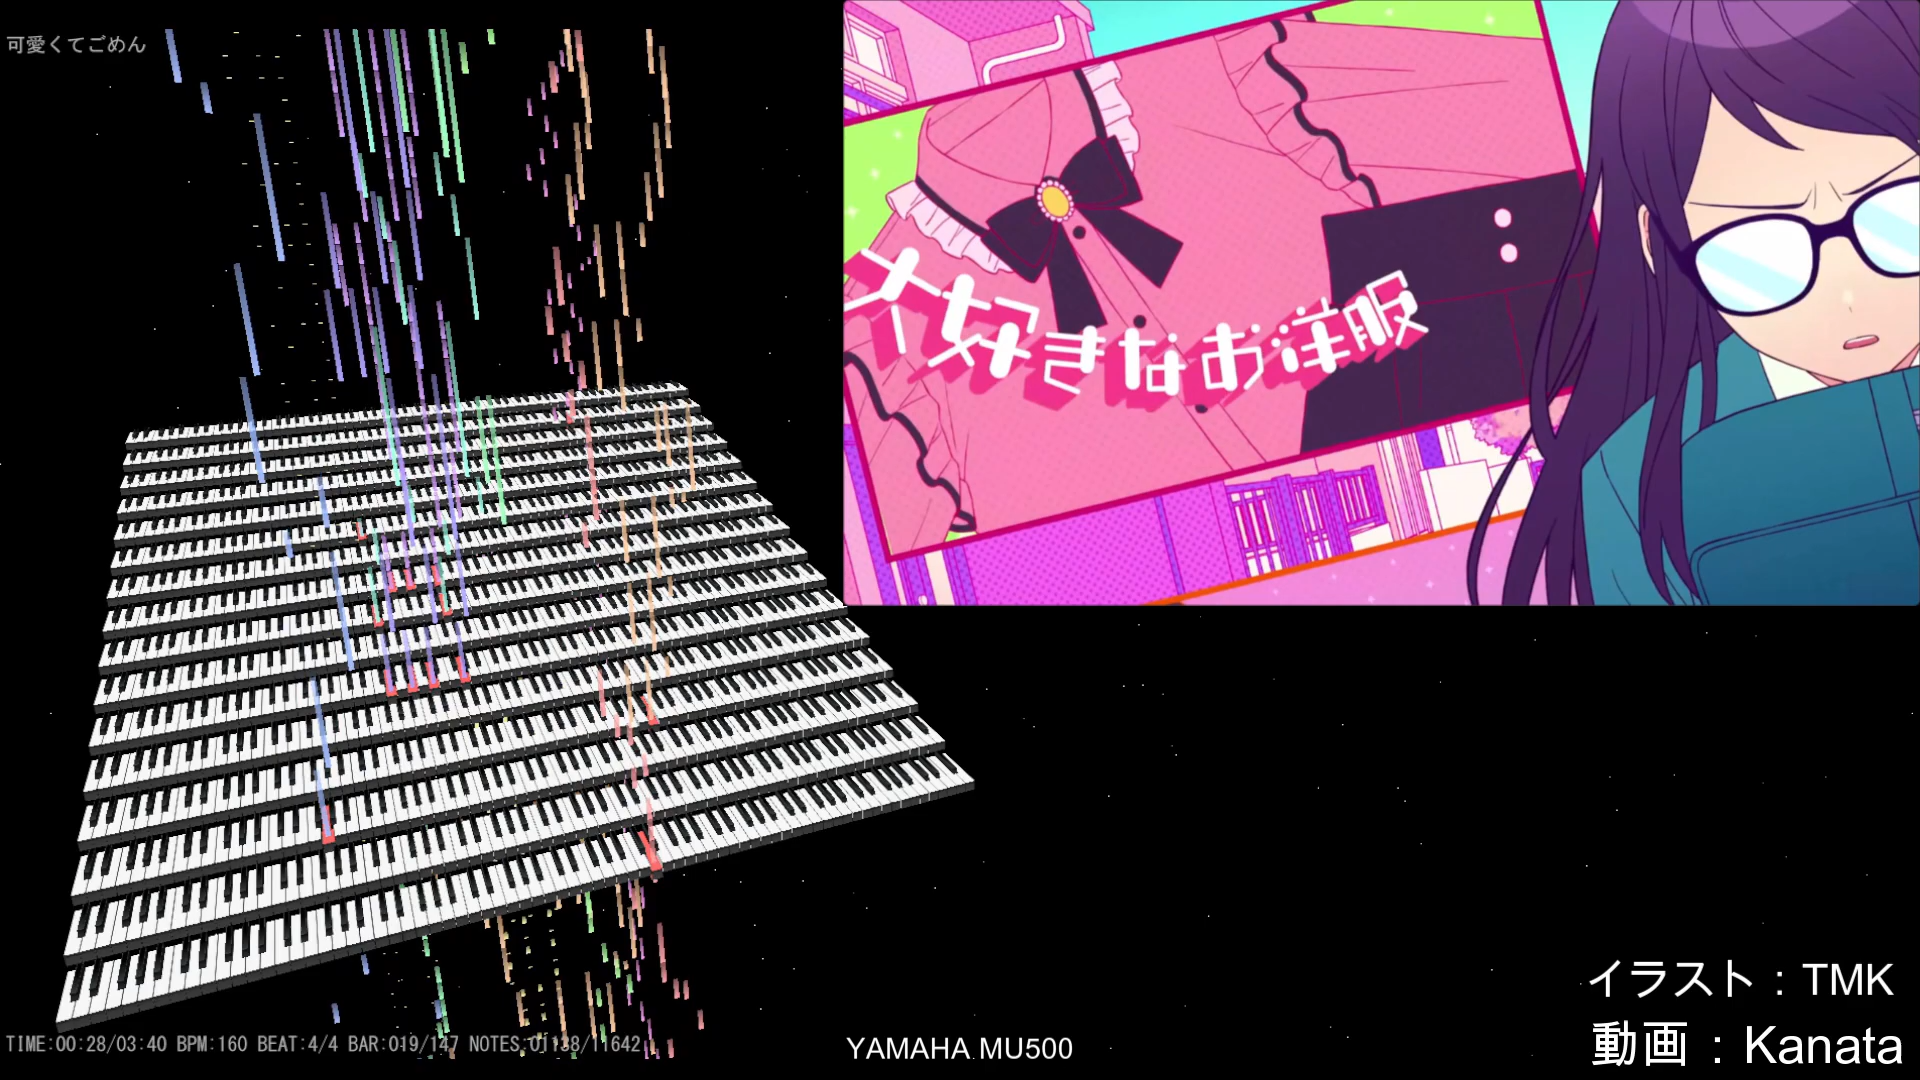 可愛くてごめん
大好きなお洋服
イラスト：TMK
動画：Kanata
TIME:00:28/03:40 BPM:160 BEAT:4/4 BAR:019/147 NOTES:01138/11642
YAMAHA MU500